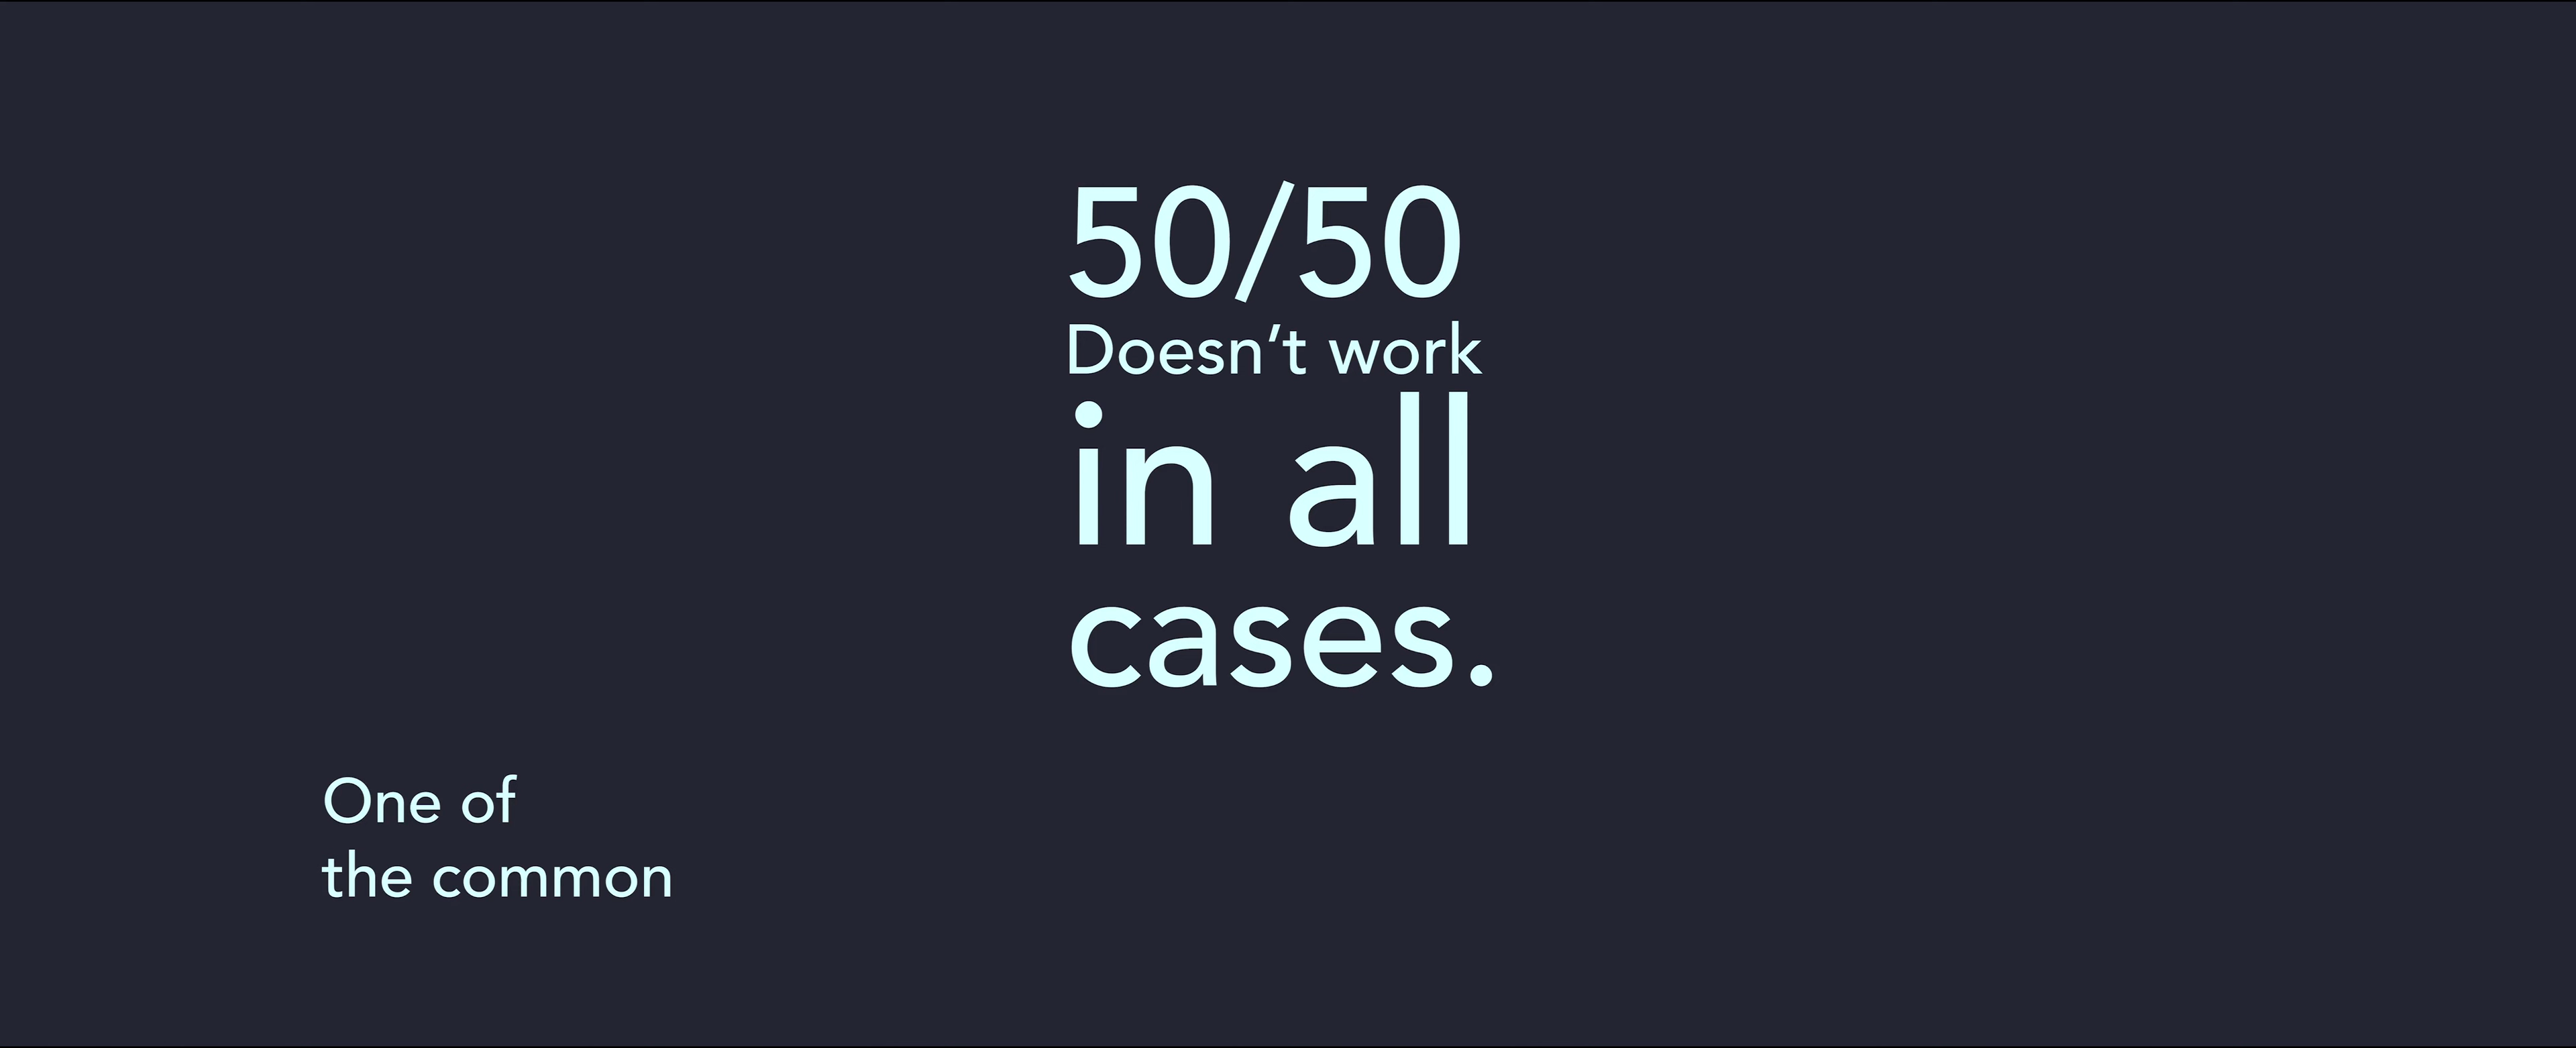 50/50
Doesn’t work
in all
cases.
One of
the common